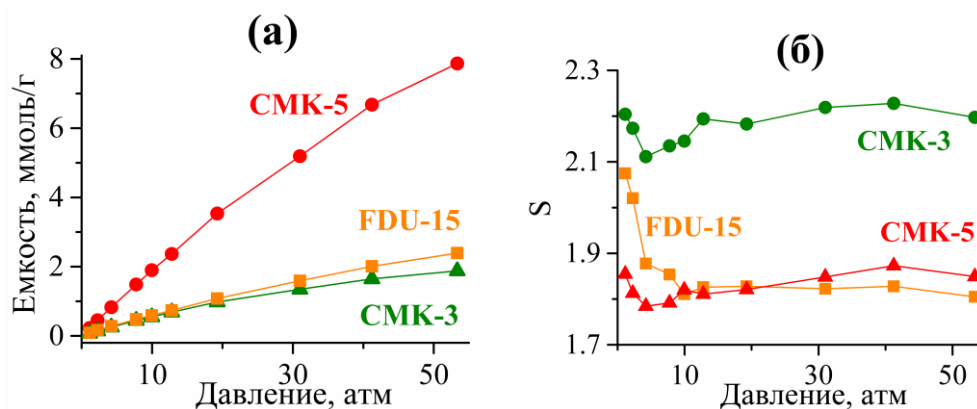 (а)
Емкость, ммоль/г
8
6
4
2
0
CMK-5
FDU-15
CMK-3
10
30
50
Давление, атм
(б)
S
2.3
2.1
1.9
1.7
CMK-3
FDU-15
CMK-5
10
30
50
Давление, атм